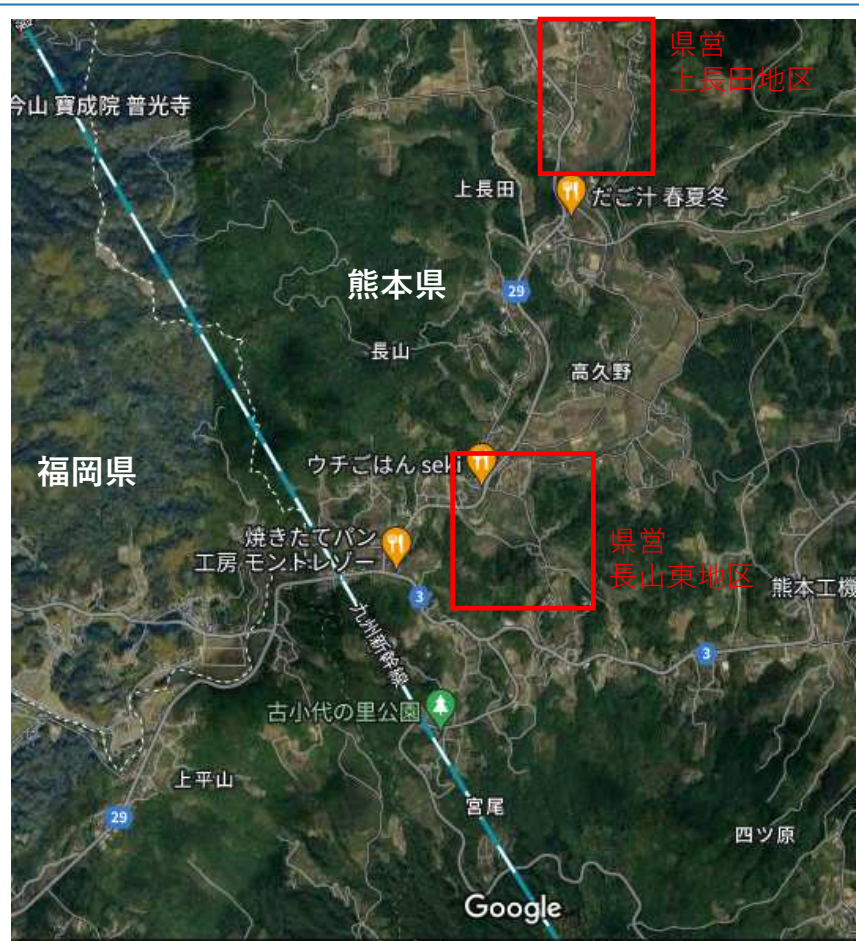 県営
上長田地区
今山 寶成院 普光寺
上長田
だご汁 春夏冬
熊本県
29
長山
高久野
福岡県
ウチごはん seki
焼きたてパン
工房 モントレゾー
県営
長山東地区
熊本工機
3
九州新幹線
3
古小代の里公園
上平山
29
宮尾
四ツ原
Google